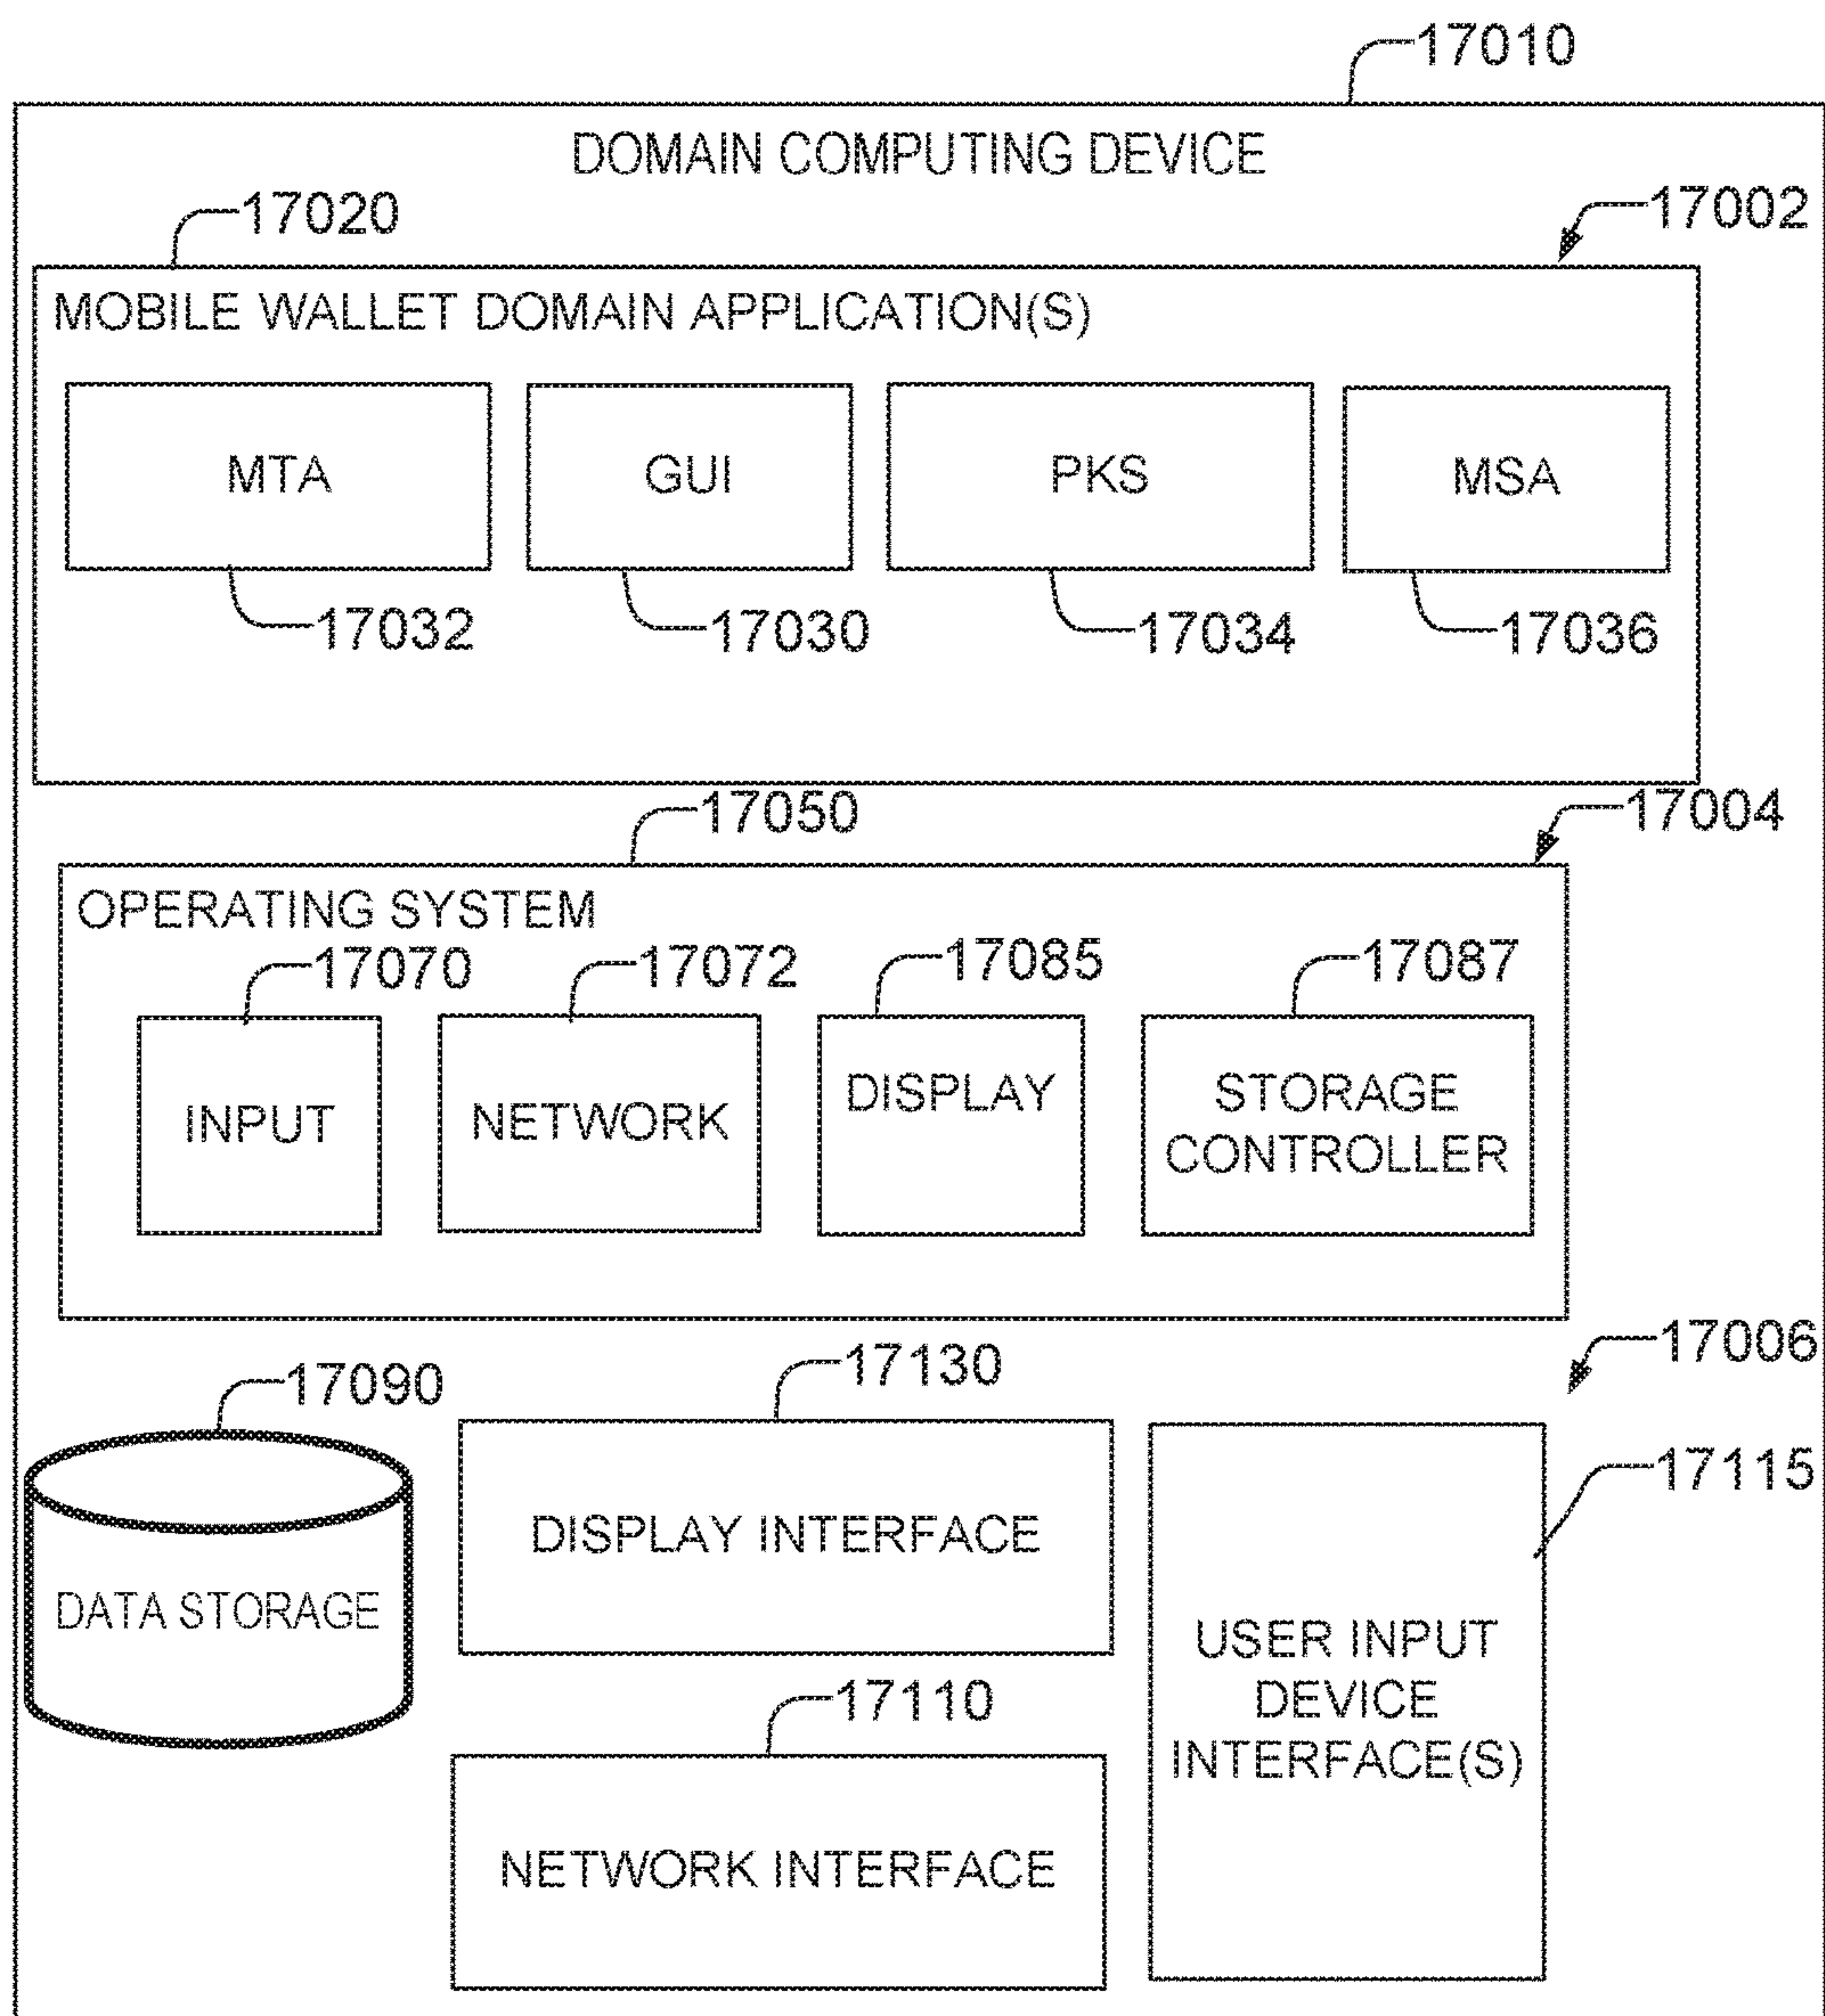 17010
DOMAIN COMPUTING DEVICE
17020
17002
MOBILE WALLET DOMAIN APPLICATION(S)
MTA
GUI
PKS
MSA
17032
17030
17034
17036
17050
17004
OPERATING SYSTEM
17070
17072
17085
17087
INPUT
NETWORK
DISPLAY
STORAGE
CONTROLLER
17006
17090
17130
17115
DATA STORAGE
DISPLAY INTERFACE
USER INPUT
DEVICE
INTERFACE(S)
17110
NETWORK INTERFACE